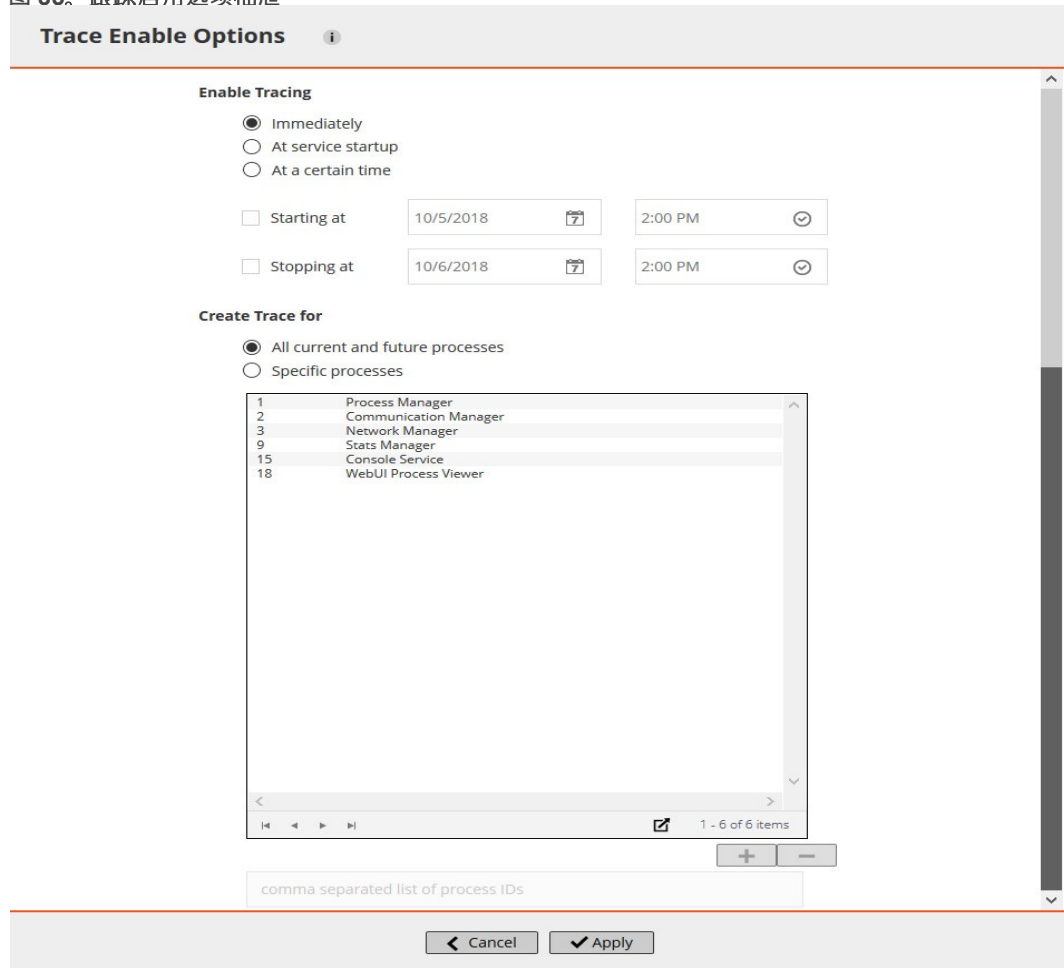 Trace Enable Options i
Enable Tracing
Immediately
At service startup
At a certain time
Starting at 10/5/2018 7 2:00 PM
Stopping at 10/6/2018 7 2:00 PM
Create Trace for
All current and future processes
Specific processes
1 Process Manager
2 Communication Manager
3 Network Manager
9 Stats Manager
15 Console Service
18 WebUI Process Viewer
1 - 6 of 6 items
comma separated list of process IDs
Cancel Apply